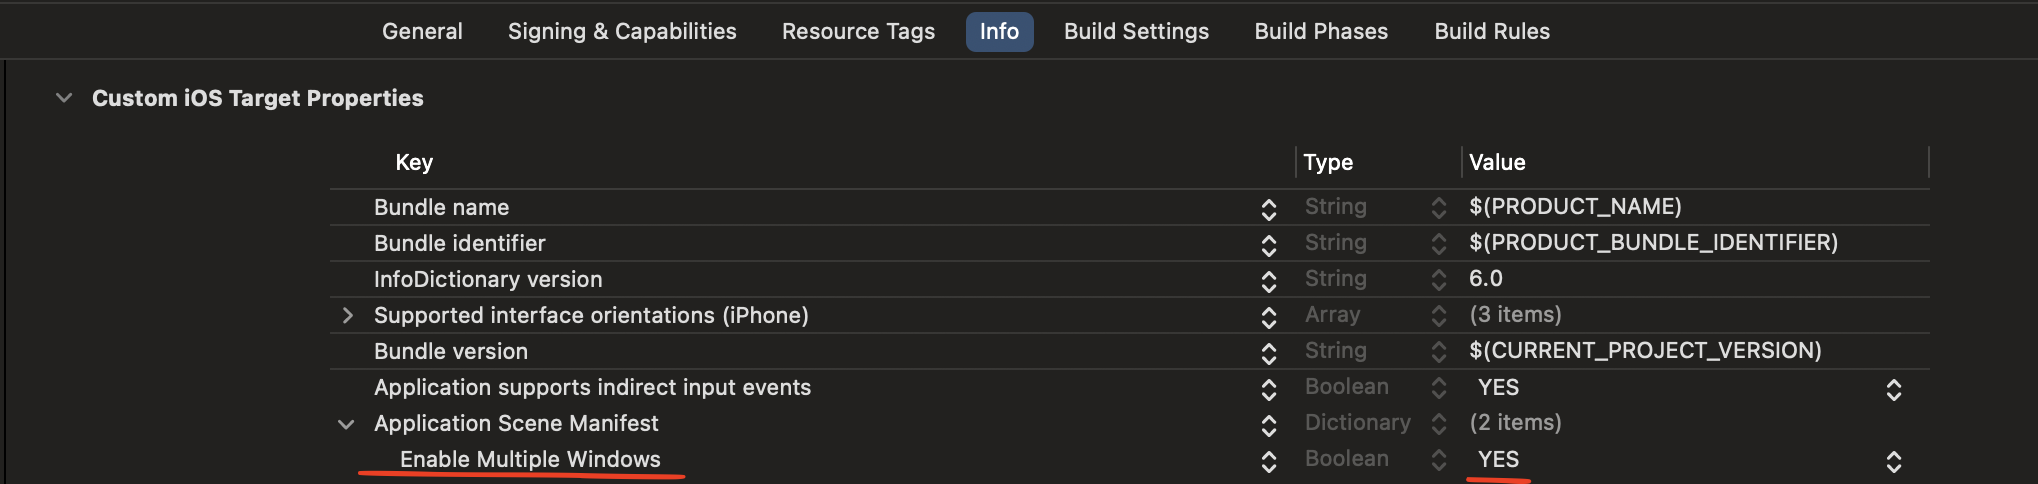 General Signing & Capabilities Resource Tags Info Build Settings Build Phases Build Rules
Custom iOS Target Properties
Key Type Value
Bundle name String $(PRODUCT_NAME)
Bundle identifier String $(PRODUCT_BUNDLE_IDENTIFIER)
InfoDictionary version String 6.0
Supported interface orientations (iPhone) Array (3 items)
Bundle version String $(CURRENT_PROJECT_VERSION)
Application supports indirect input events Boolean YES
Application Scene Manifest Dictionary (2 items)
Enable Multiple Windows Boolean YES